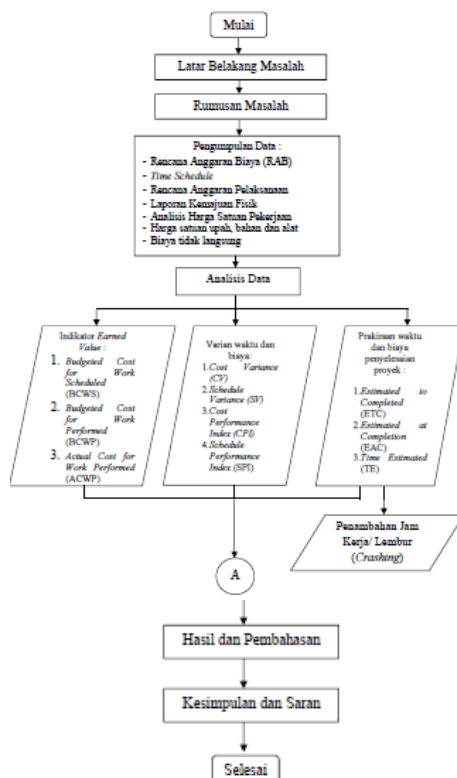 Mulai
Latar Belakang Masalah
Rumusan Masalah
Pengumpulan Data :
- Rencana Anggaran Biaya (RAB)
- Time Schedule
- Rencana Anggaran Pelaksanaan
- Laporan Kemajuan Fisik
- Analisis Harga Satuan Pekerjaan
- Harga satuan upah, bahan dan alat
- Biaya tidak langsung
Analisis Data
Indikator Earned
Value :
1. Budgeted Cost
for Work
Scheduled
(BCWS)
2. Budgeted Cost
for Work
Performed
(BCWP)
3. Actual Cost for
Work Performed
(ACWP)
Varian waktu dan
biaya:
1.Cost Variance
(CV)
2.Schedule
Variance (SV)
3.Cost
Performance
Index (CPI)
4.Schedule
Performance
Index (SPI)
Prakiraan waktu
dan biaya
penyelesaian
proyek :
1.Estimated to
Completed
(ETC)
2.Estimated at
Completion
(EAC)
3.Time Estimated
(TE)
Penambahan Jam
Kerja/ Lembur
(Crashing)
A
Hasil dan Pembahasan
Kesimpulan dan Saran
Selesai